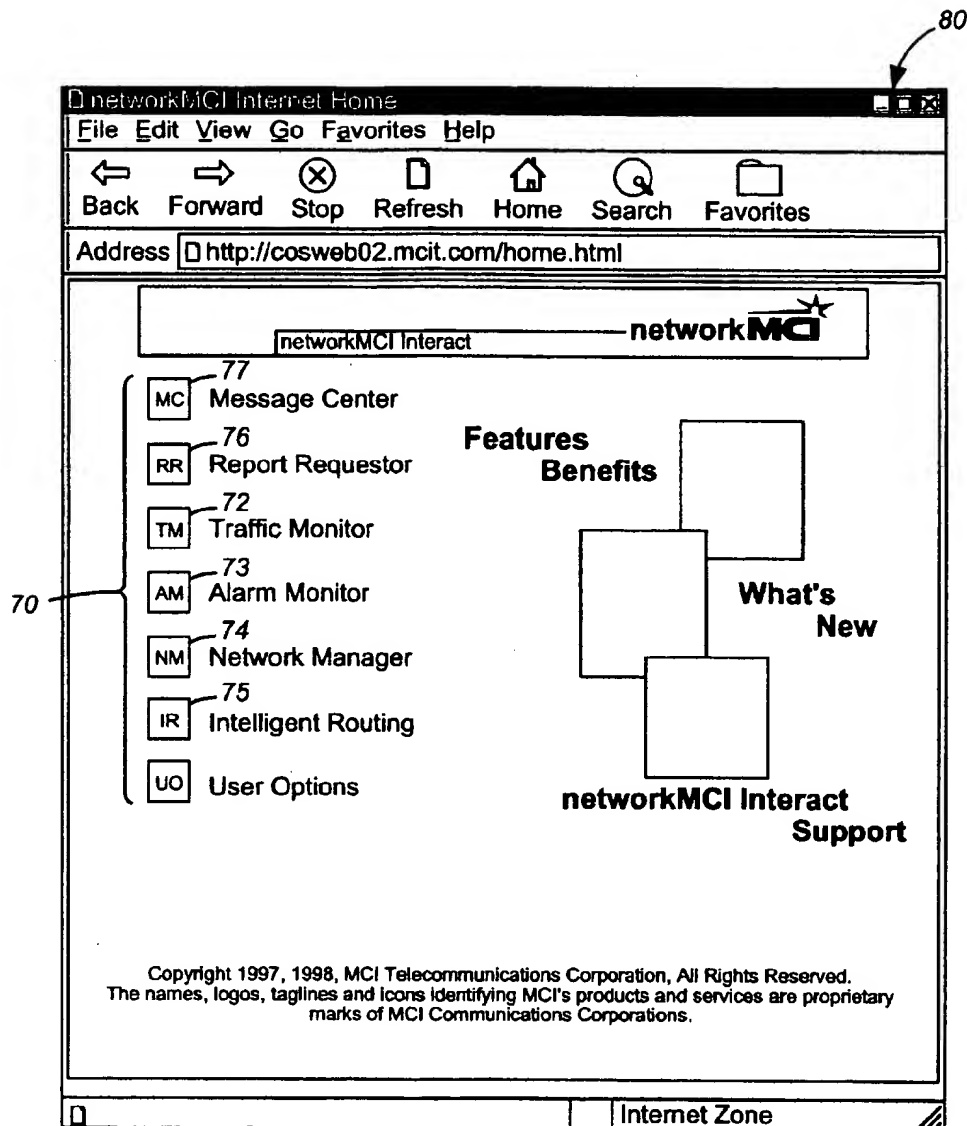 80
networkMCI Internet Home
File Edit View Go Favorites Help
Back Forward Stop Refresh Home Search Favorites
Address http://cosweb02.mcit.com/home.html
networkMCI Interact
networkMCI
77
MC Message Center
76
RR Report Requestor
72
TM Traffic Monitor
73
AM Alarm Monitor
74
NM Network Manager
75
IR Intelligent Routing
UO User Options
70
Features
Benefits
What's
New
networkMCI Interact
Support
Copyright 1997, 1998, MCI Telecommunications Corporation, All Rights Reserved.
The names, logos, taglines and icons identifying MCI's products and services are proprietary
marks of MCI Communications Corporations.
Internet Zone